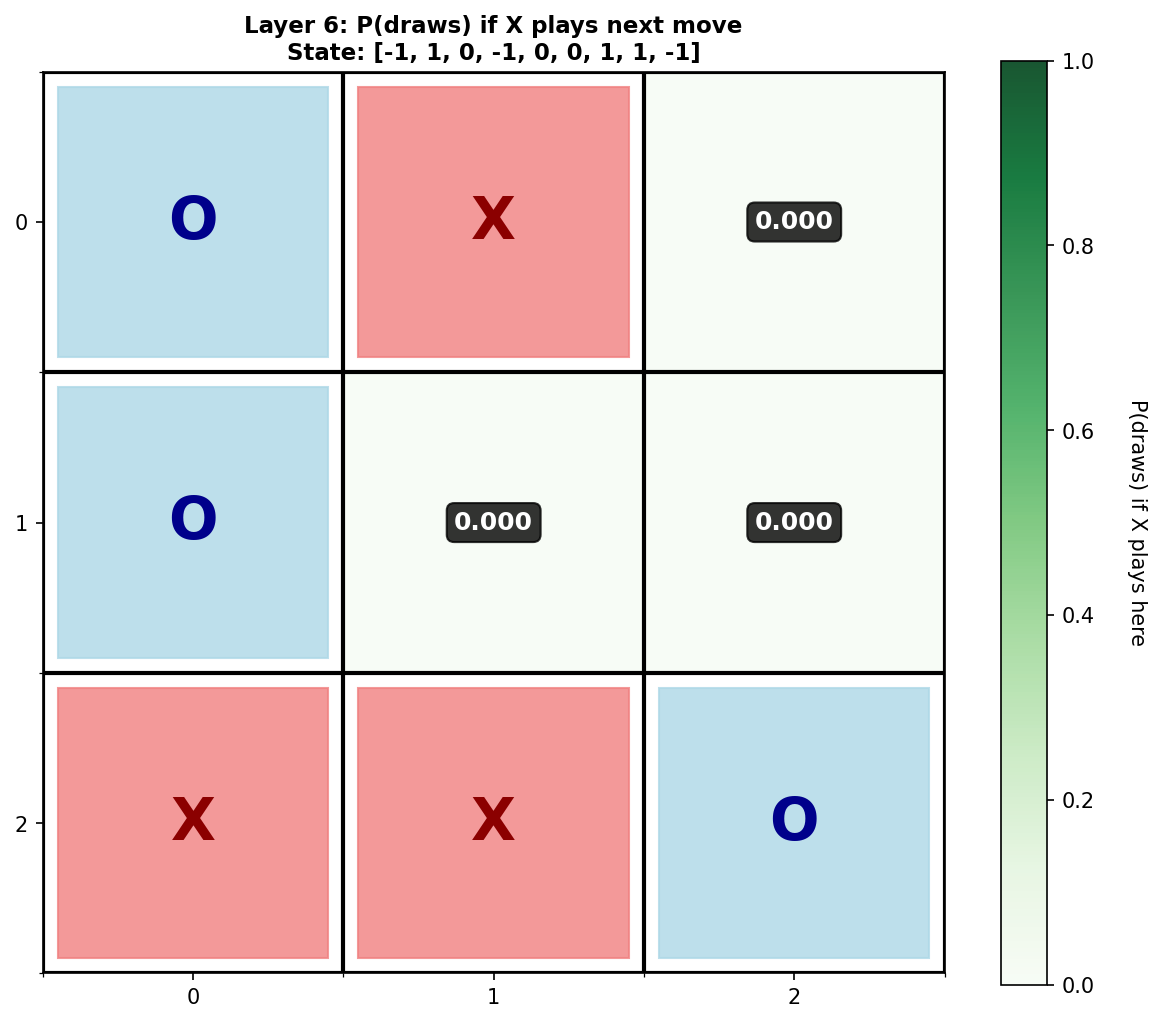 Layer 6: P(draws) if X plays next move
State: [-1, 1, 0, -1, 0, 0, 1, 1, -1]
0
O
X
0.000
1
O
0.000
0.000
2
X
X
O
0
1
2
1.0
0.8
0.6
0.4
0.2
0.0
P(draws) if X plays here